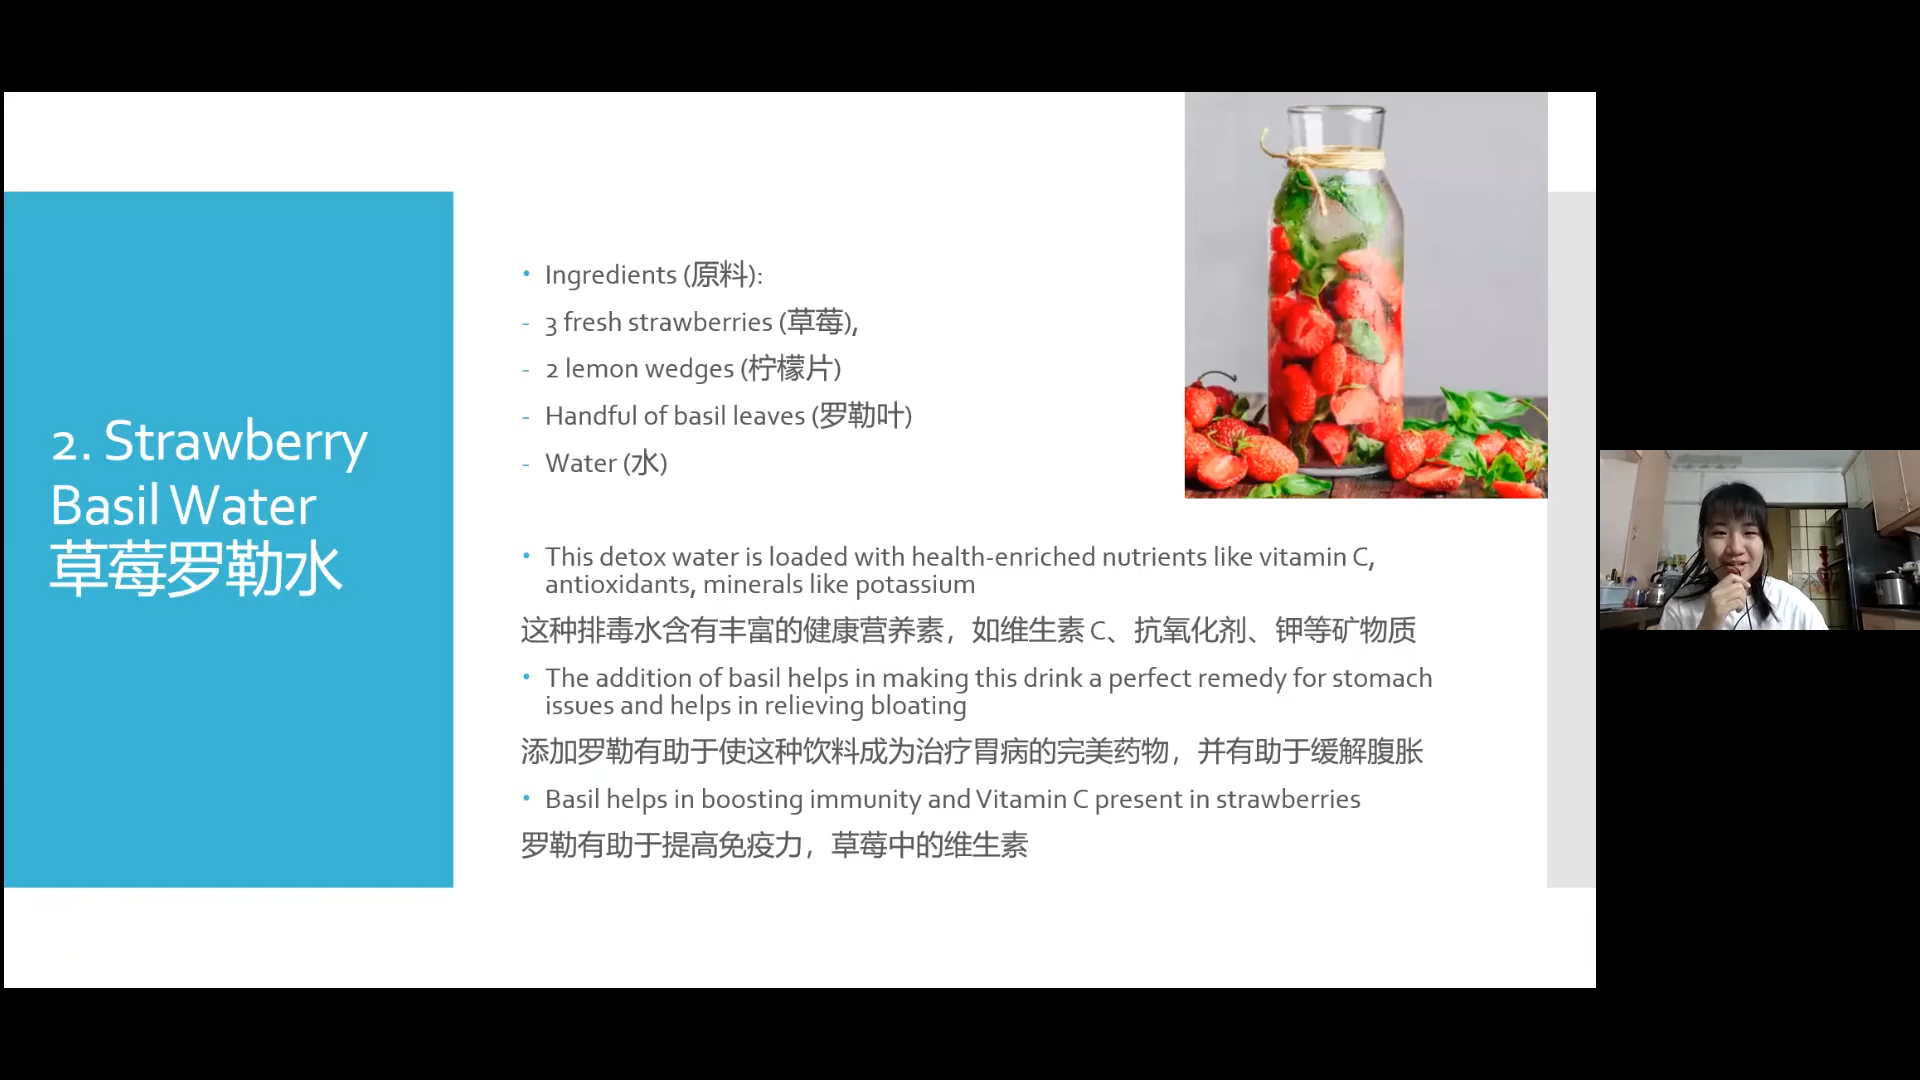 2. Strawberry
Basil Water
草莓罗勒水
• Ingredients (原料):
- 3 fresh strawberries (草莓),
- 2 lemon wedges (柠檬片)
- Handful of basil leaves (罗勒叶)
- Water (水)
• This detox water is loaded with health-enriched nutrients like vitamin C,
antioxidants, minerals like potassium
这种排毒水含有丰富的健康营养素，如维生素 C、抗氧化剂、钾等矿物质
• The addition of basil helps in making this drink a perfect remedy for stomach
issues and helps in relieving bloating
添加罗勒有助于使这种饮料成为治疗胃病的完美药物，并有助于缓解腹胀
• Basil helps in boosting immunity and Vitamin C present in strawberries
罗勒有助于提高免疫力，草莓中的维生素